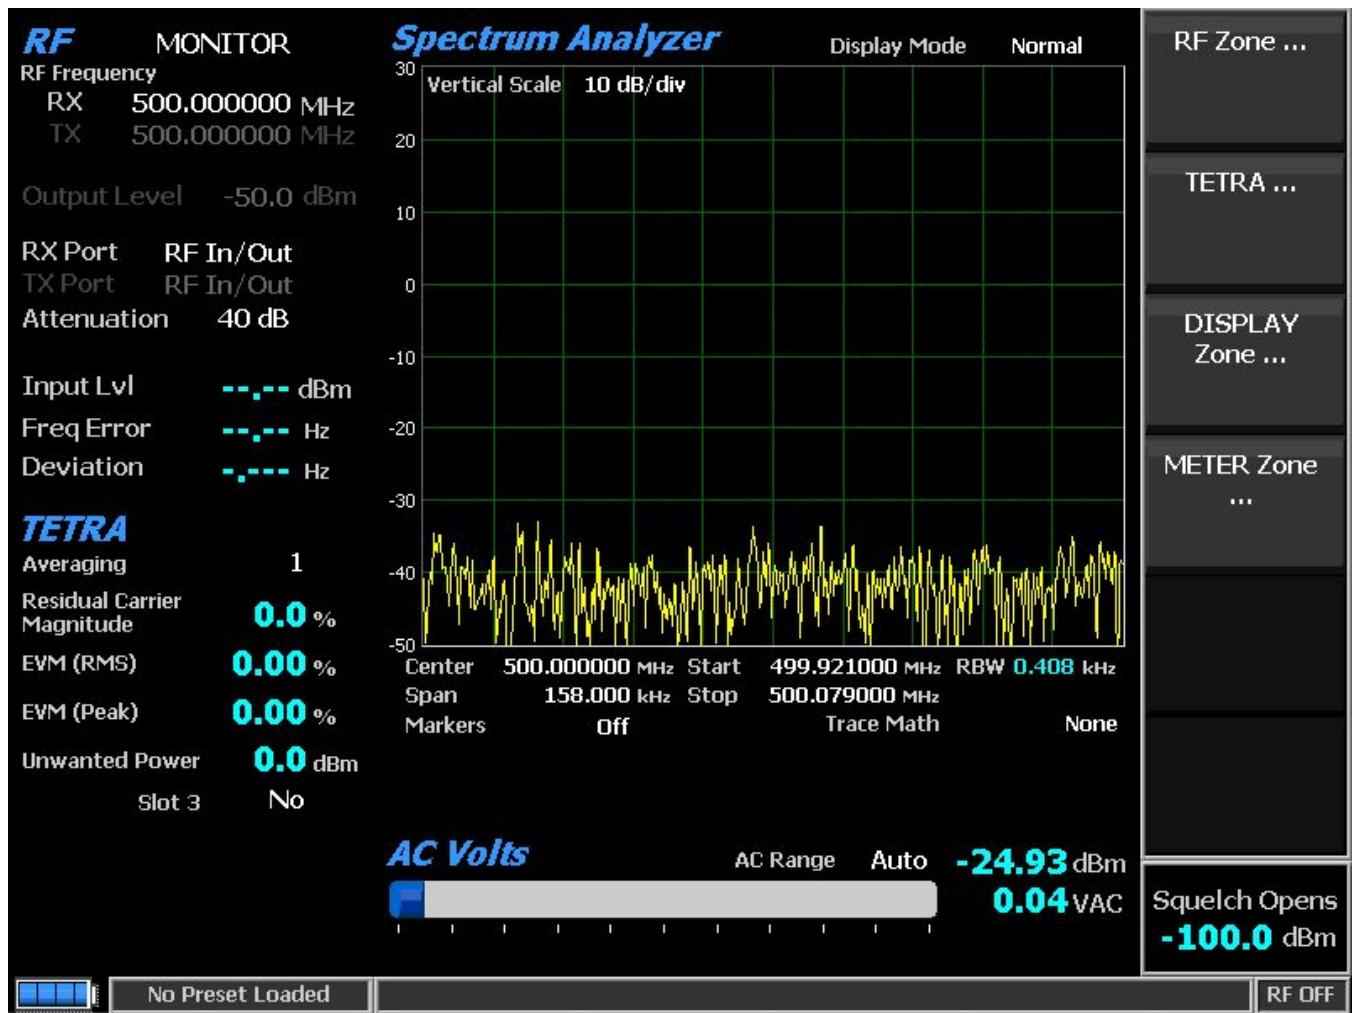 RF MONITOR
RF Frequency
RX 500.000000 MHz
TX 500.000000 MHz
Output Level -50.0 dBm
RX Port RF In/Out
TX Port RF In/Out
Attenuation 40 dB
Input Lvl --.-- dBm
Freq Error --.-- Hz
Deviation -.--- Hz
TETRA
Averaging 1
Residual Carrier
Magnitude 0.0 %
EVM (RMS) 0.00 %
EVM (Peak) 0.00 %
Unwanted Power 0.0 dBm
Slot 3 No
Spectrum Analyzer Display Mode Normal
Vertical Scale 10 dB/div
30
20
10
0
-10
-20
-30
-40
-50
Center 500.000000 MHz Start 499.921000 MHz RBW 0.408 kHz
Span 158.000 kHz Stop 500.079000 MHz
Markers Off Trace Math None
AC Volts AC Range Auto -24.93 dBm
0.04 VAC
RF Zone ...
TETRA ...
DISPLAY
Zone ...
METER Zone
...
Squelch Opens
-100.0 dBm
No Preset Loaded
RF OFF